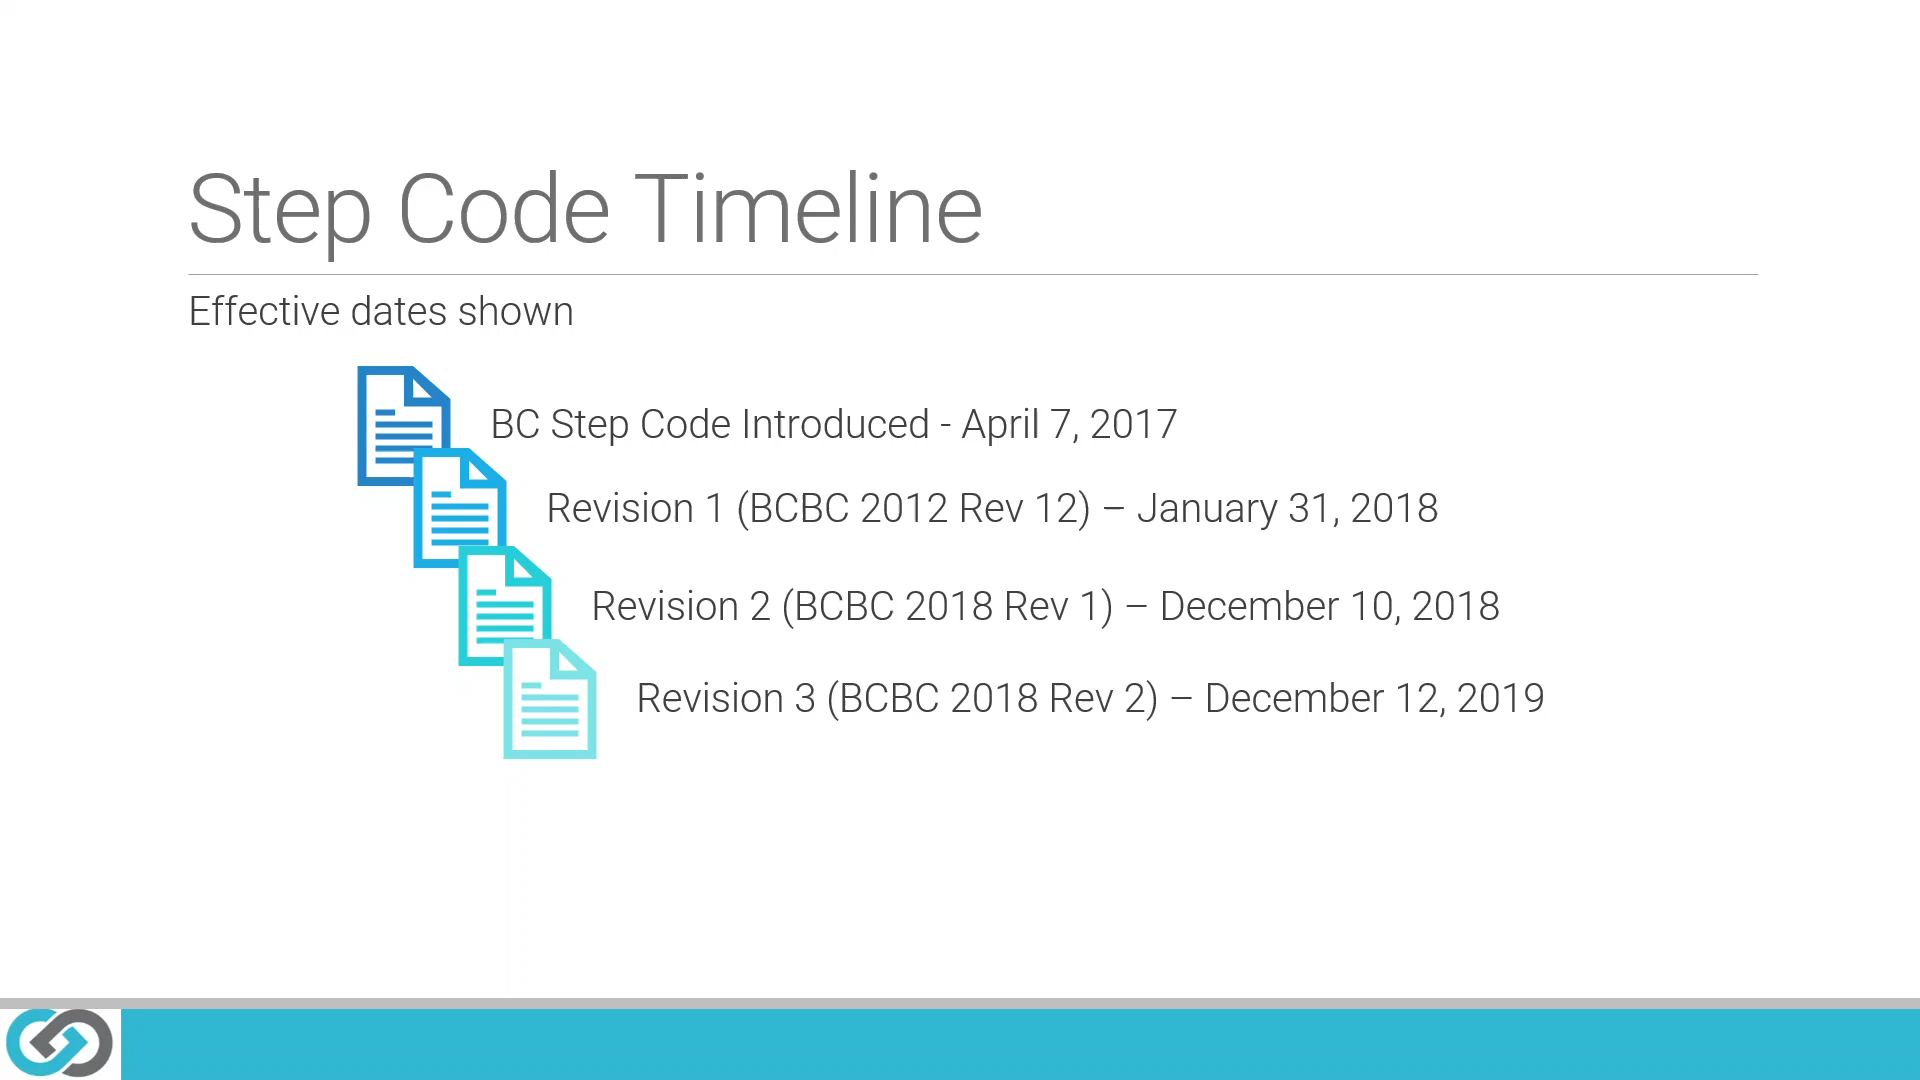 Step Code Timeline
Effective dates shown
BC Step Code Introduced - April 7, 2017
Revision 1 (BCBC 2012 Rev 12) – January 31, 2018
Revision 2 (BCBC 2018 Rev 1) – December 10, 2018
Revision 3 (BCBC 2018 Rev 2) – December 12, 2019